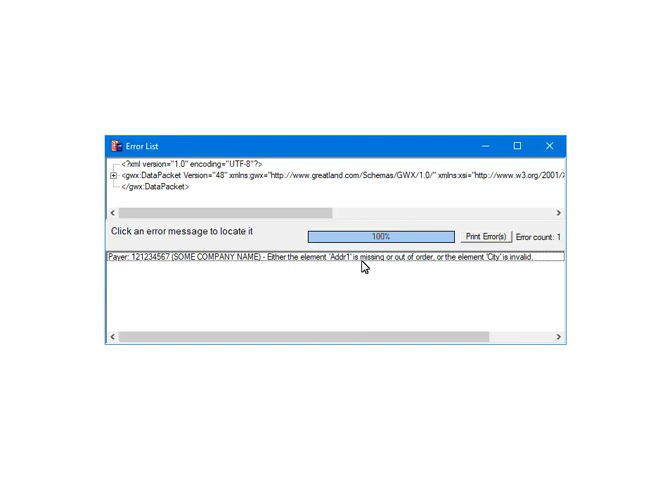 Error List
<?xml version="1.0" encoding="UTF-8"?>
<gwx:DataPacket Version="48" xmlns:gwx="http://www.greatland.com/Schemas/GWX/1.0/" xmlns:xsi="http://www.w3.org/2001/
</gwx:DataPacket>
Click an error message to locate it
100%
Print Error(s)
Error count: 1
Payer: 121234567 (SOME COMPANY NAME) - Either the element 'Addr1' is missing or out of order, or the element 'City' is invalid.